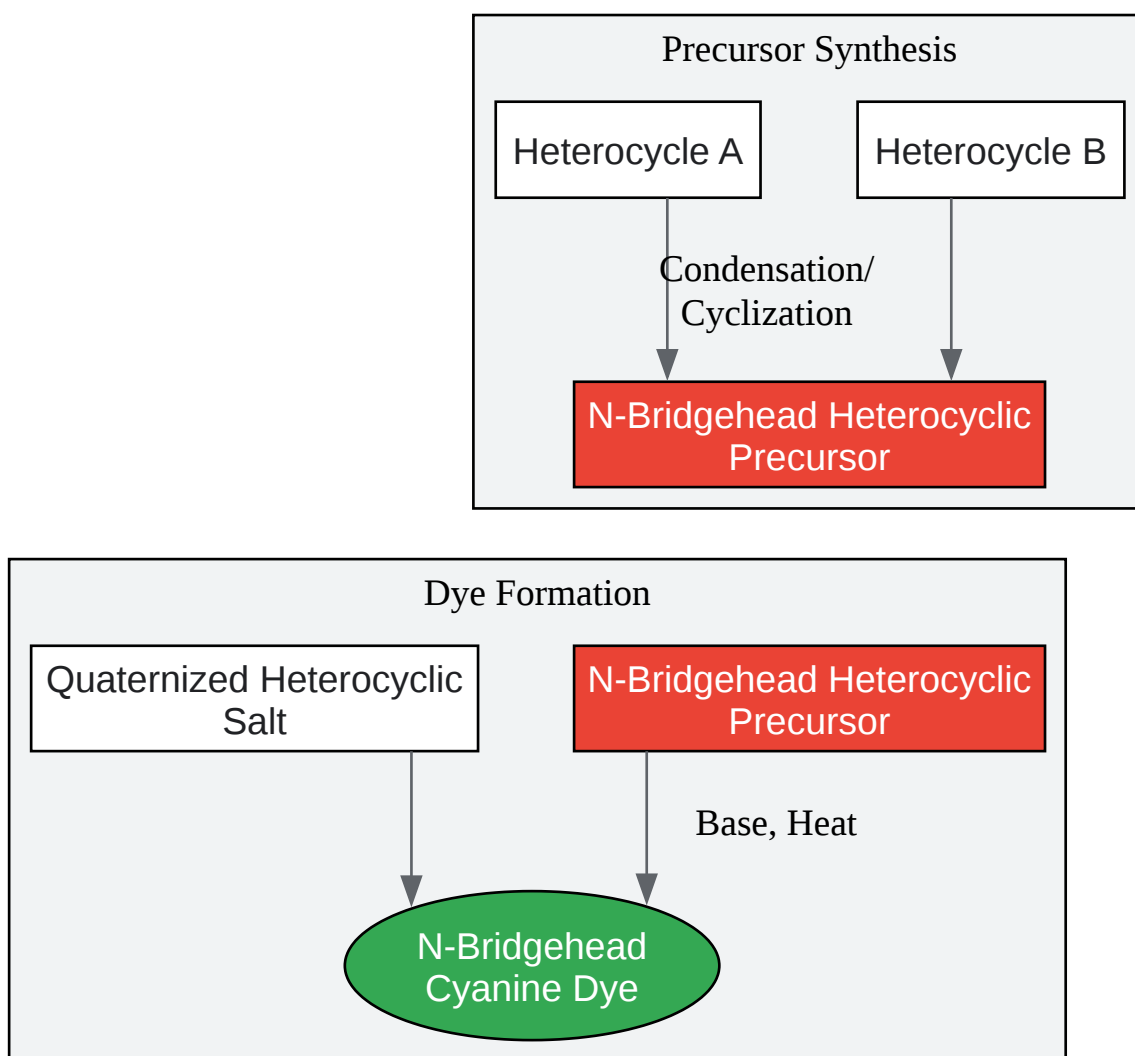 Precursor Synthesis
Heterocycle A
Heterocycle B
Condensation/
Cyclization
N-Bridgehead Heterocyclic
Precursor
Dye Formation
Quaternized Heterocyclic
Salt
N-Bridgehead Heterocyclic
Precursor
Base, Heat
N-Bridgehead
Cyanine Dye